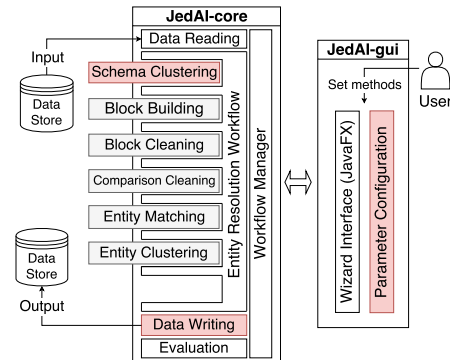 JedAI-core
Data Reading
Input
Schema Clustering
Data
Store
Block Building
Block Cleaning
Comparison Cleaning
Entity Matching
Entity Clustering
Entity Resolution Workflow
Workflow Manager
Data
Store
Output
Data Writing
Evaluation
JedAI-gui
Set methods
User
Wizard Interface (JavaFX)
Parameter Configuration